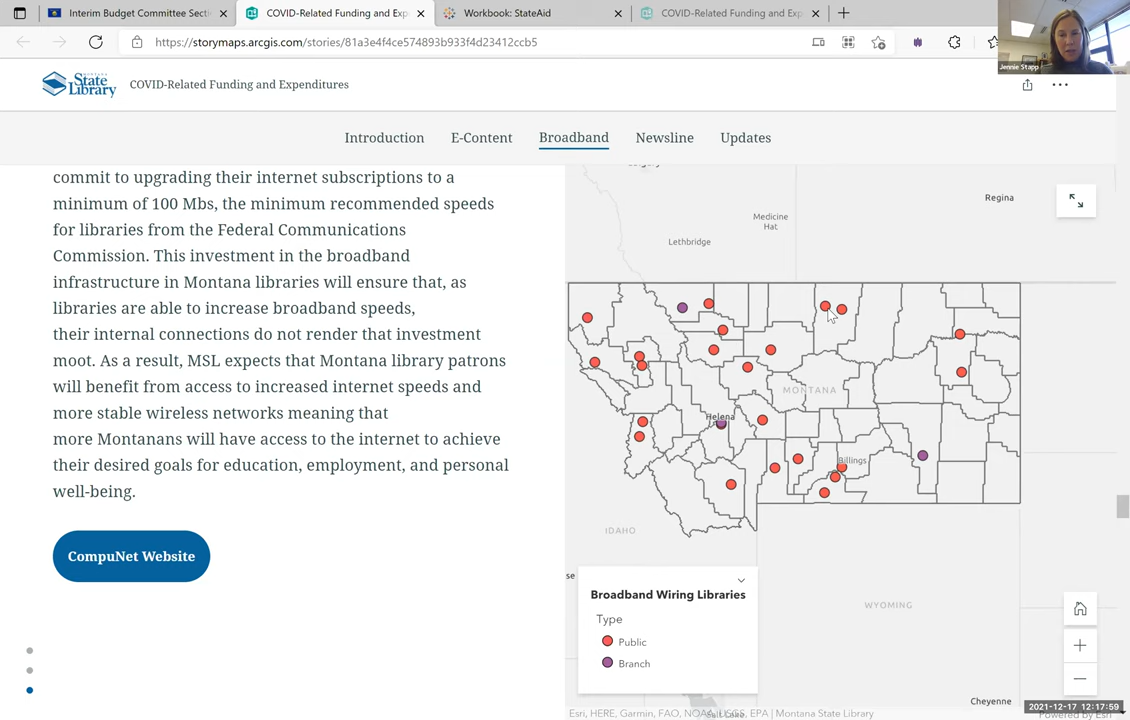 Interim Budget Committee Secti
COVID-Related Funding and Exp
Workbook: StateAid
COVID-Related Funding and Exp
https://storymaps.arcgis.com/stories/81a3e4f4ce574893b933f4d23412ccb5
Jennie Stapp
MONTANA
State
Library
COVID-Related Funding and Expenditures
Introduction
E-Content
Broadband
Newsline
Updates
commit to upgrading their internet subscriptions to a
minimum of 100 Mbs, the minimum recommended speeds
for libraries from the Federal Communications
Commission. This investment in the broadband
infrastructure in Montana libraries will ensure that, as
libraries are able to increase broadband speeds,
their internal connections do not render that investment
moot. As a result, MSL expects that Montana library patrons
will benefit from access to increased internet speeds and
more stable wireless networks meaning that
more Montanans will have access to the internet to achieve
their desired goals for education, employment, and personal
well-being.
CompuNet Website
Calgary
Regina
Medicine
Hat
Lethbridge
MONTANA
Helena
Billings
IDAHO
se
WYOMING
Broadband Wiring Libraries
Type
Public
Branch
Cheyenne
2021-12-17 12:17:59
Esri, HERE, Garmin, FAO, NOAA, USGS, EPA | Montana State Library
Powered by Esri
Salt Lake